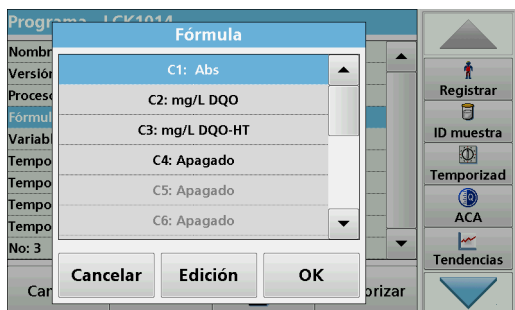 Programa LCK1014
Fórmula
Nombr
Versión
Proceso
Fórmul
Variabl
Tempo
Tempo
Tempo
Tempo
No: 3
C1: Abs
C2: mg/L DQO
C3: mg/L DQO-HT
C4: Apagado
C5: Apagado
C6: Apagado
Cancelar
Edición
OK
Can
orizar
Registrar
ID muestra
Temporizad
ACA
Tendencias